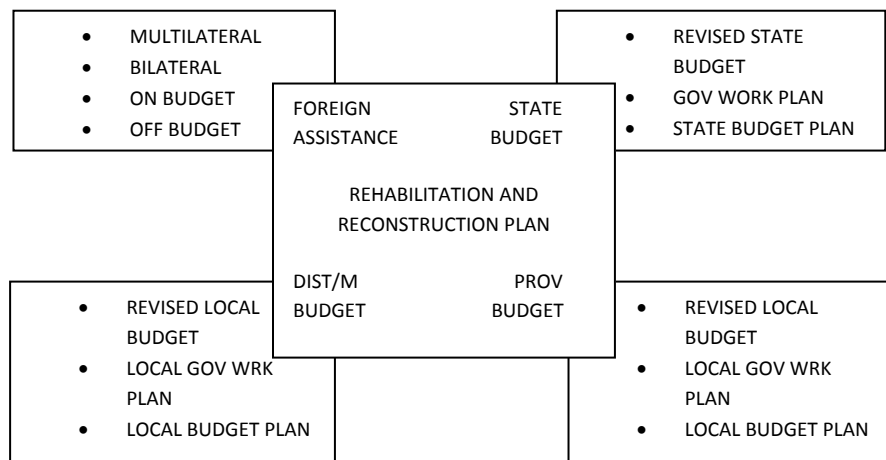 • MULTILATERAL
• BILATERAL
• ON BUDGET
• OFF BUDGET
• REVISED STATE
BUDGET
• GOV WORK PLAN
• STATE BUDGET PLAN
FOREIGN STATE
ASSISTANCE BUDGET
REHABILITATION AND
RECONSTRUCTION PLAN
DIST/M PROV
BUDGET BUDGET
• REVISED LOCAL
BUDGET
• LOCAL GOV WRK
PLAN
• LOCAL BUDGET PLAN
• REVISED LOCAL
BUDGET
• LOCAL GOV WRK
PLAN
• LOCAL BUDGET PLAN